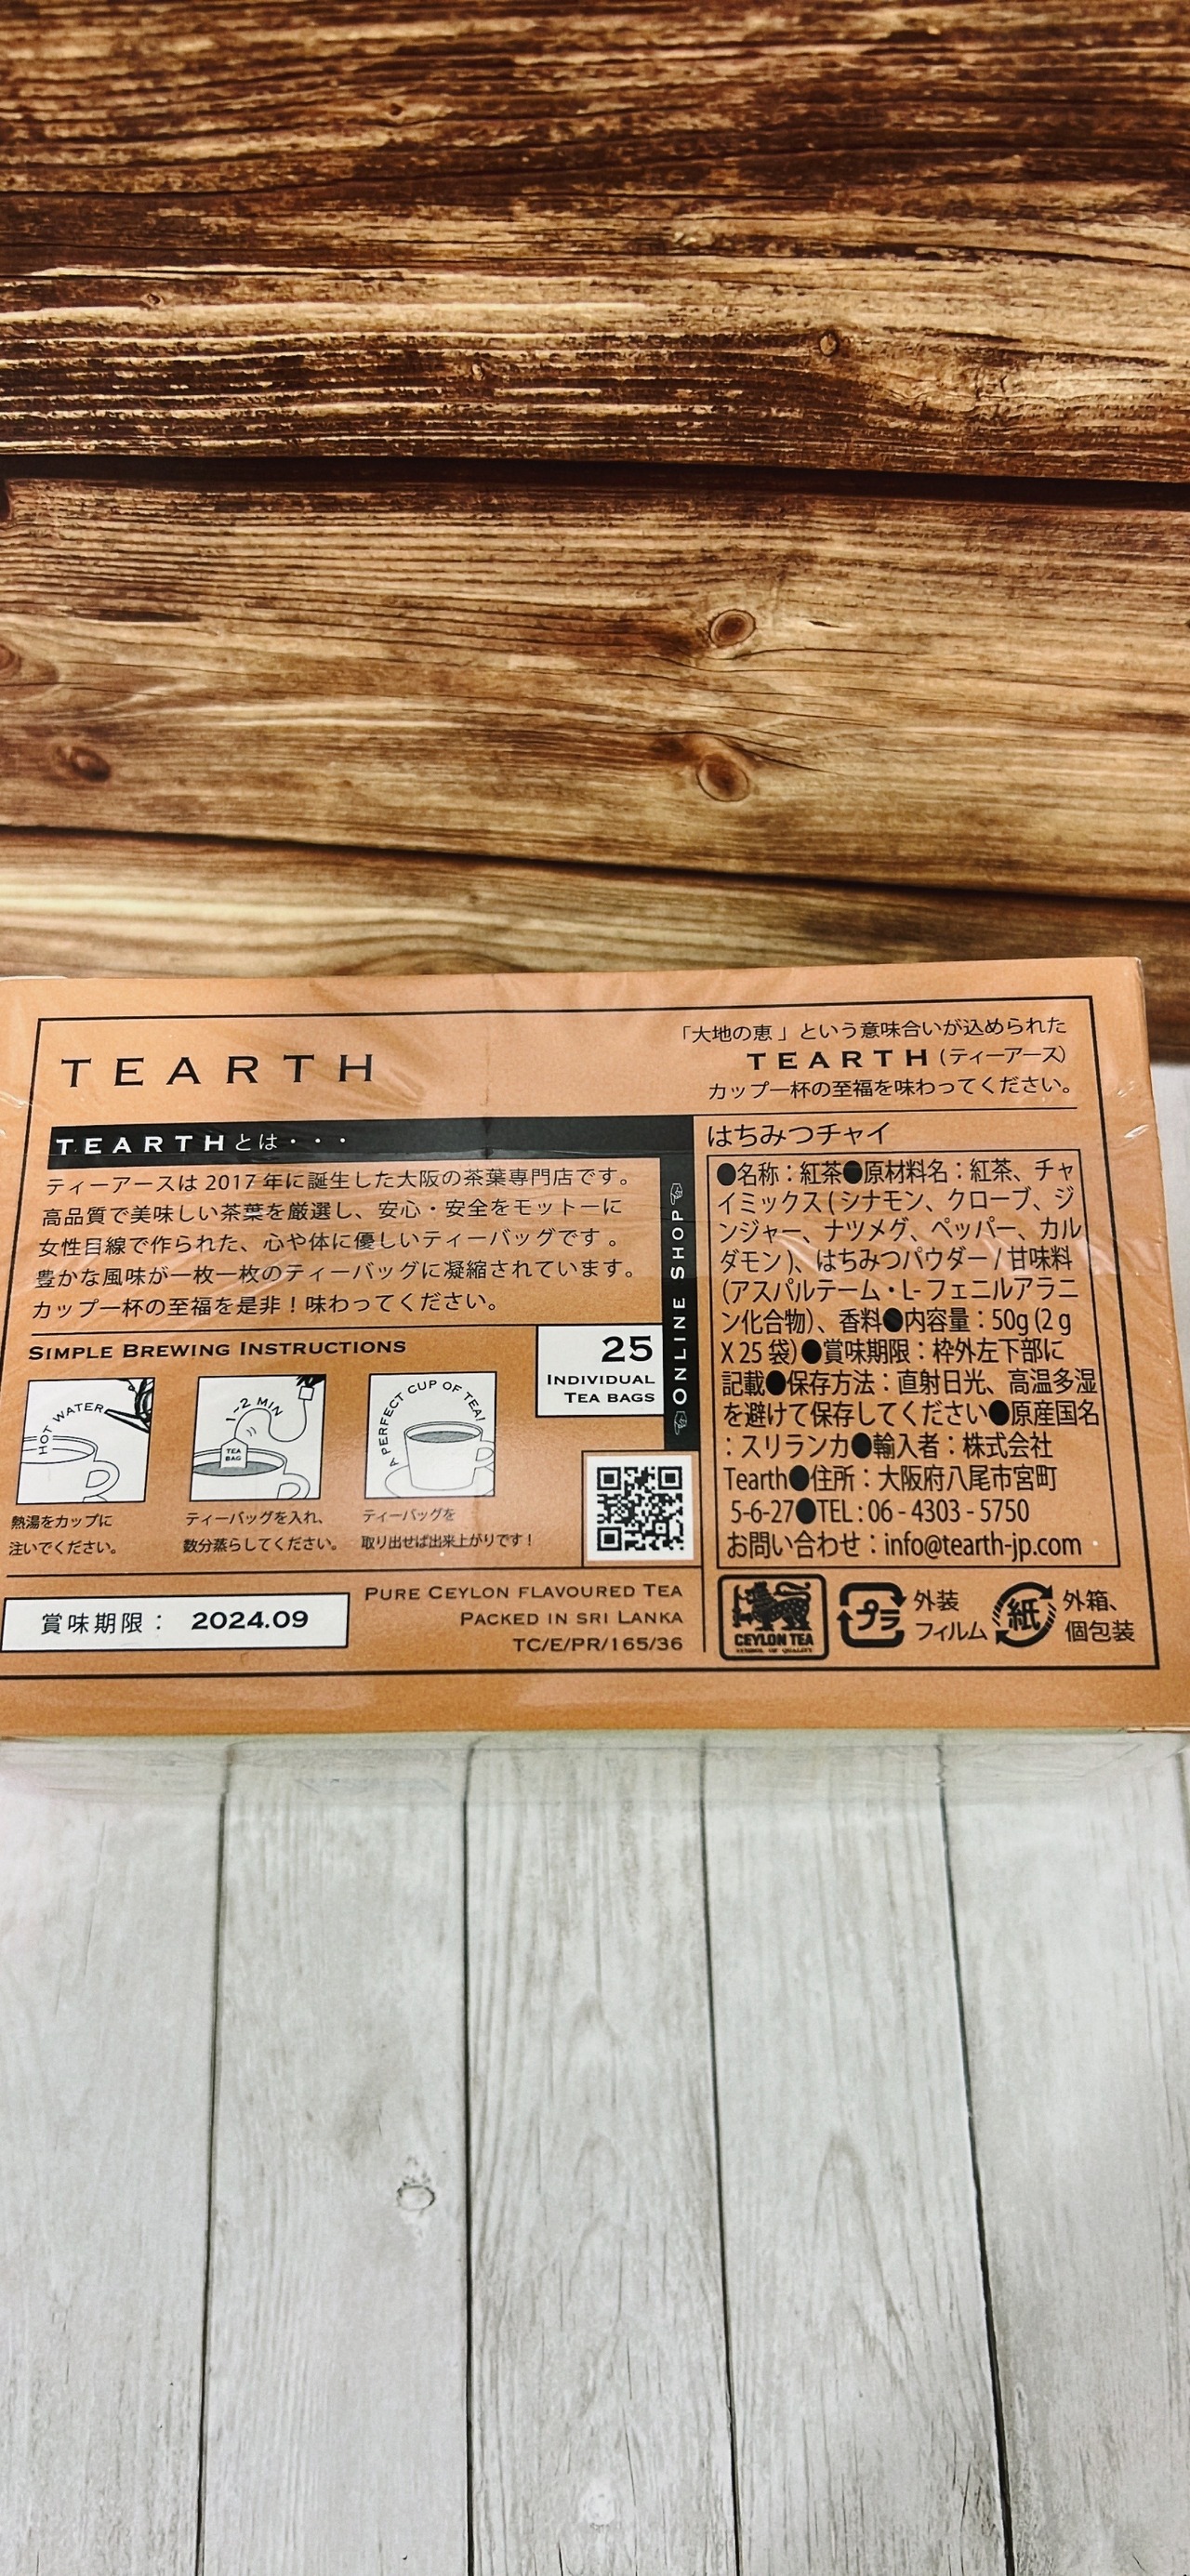 TEARTH
「大地の恵」という意味合いが込められた
TEARTH(ティーアース)
カップ一杯の至福を味わってください。
TEARTHとは・・・
ティーアースは 2017 年に誕生した大阪の茶葉専門店です。
高品質で美味しい茶葉を厳選し、安心・安全をモットーに
女性目線で作られた、心や体に優しいティーバッグです。
豊かな風味が一枚一枚のティーバッグに凝縮されています。
カップ一杯の至福を是非!味わってください。
SIMPLE BREWING INSTRUCTIONS
25
INDIVIDUAL
TEA BAGS
ONLINE SHOP
HOT WATER
1-2 MIN
TEA
BAG
A PERFECT CUP OF TEA!
熱湯をカップに
注いでください。
ティーバッグを入れ、
数分蒸らしてください。
ティーバッグを
取り出せば出来上がりです!
賞味期限: 2024.09
PURE CEYLON FLAVOURED TEA
PACKED IN SRI LANKA
TC/E/PR/165/36
はちみつチャイ
●名称:紅茶●原材料名:紅茶、チャ
イミックス(シナモン、クローブ、ジ
ンジャー、ナツメグ、ペッパー、カル
ダモン)、はちみつパウダー / 甘味料
(アスパルテーム・L- フェニルアラニ
ン化合物)、香料●内容量:50g (2 g
X 25 袋)●賞味期限:枠外左下部に
記載●保存方法:直射日光、高温多湿
を避けて保存してください●原産国名
:スリランカ●輸入者:株式会社
Tearth●住所:大阪府八尾市宮町
5-6-27●TEL : 06 - 4303 - 5750
お問い合わせ:info@tearth-jp.com
CEYLON TEA
SYMBOL OF QUALITY
プラ
外装
フィルム
紙
外箱、
個包装